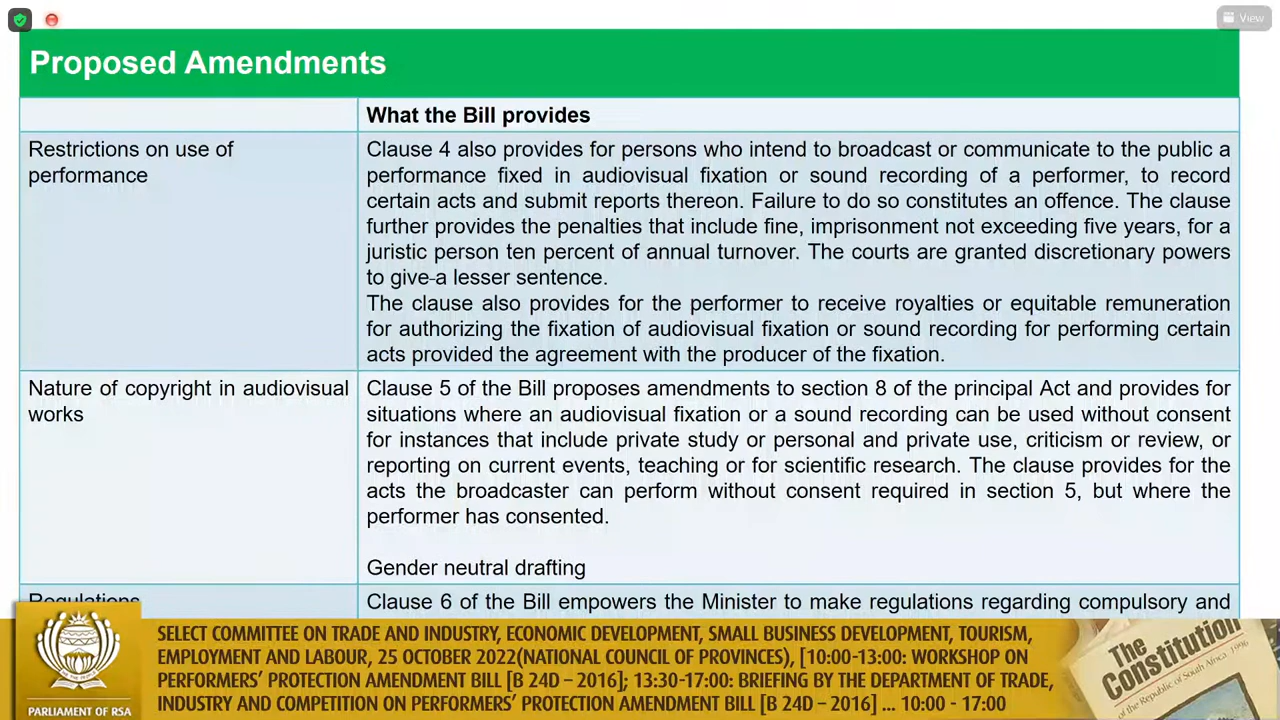 View
Proposed Amendments
What the Bill provides
Restrictions on use of
performance
Clause 4 also provides for persons who intend to broadcast or communicate to the public a
performance fixed in audiovisual fixation or sound recording of a performer, to record
certain acts and submit reports thereon. Failure to do so constitutes an offence. The clause
further provides the penalties that include fine, imprisonment not exceeding five years, for a
juristic person ten percent of annual turnover. The courts are granted discretionary powers
to give-a lesser sentence.
The clause also provides for the performer to receive royalties or equitable remuneration
for authorizing the fixation of audiovisual fixation or sound recording for performing certain
acts provided the agreement with the producer of the fixation.
Nature of copyright in audiovisual
works
Clause 5 of the Bill proposes amendments to section 8 of the principal Act and provides for
situations where an audiovisual fixation or a sound recording can be used without consent
for instances that include private study or personal and private use, criticism or review, or
reporting on current events, teaching or for scientific research. The clause provides for the
acts the broadcaster can perform without consent required in section 5, but where the
performer has consented.
Gender neutral drafting
Regulations
Clause 6 of the Bill empowers the Minister to make regulations regarding compulsory and
SELECT COMMITTEE ON TRADE AND INDUSTRY, ECONOMIC DEVELOPMENT, SMALL BUSINESS DEVELOPMENT, TOURISM,
EMPLOYMENT AND LABOUR, 25 OCTOBER 2022(NATIONAL COUNCIL OF PROVINCES), [10:00-13:00: WORKSHOP ON
PERFORMERS' PROTECTION AMENDMENT BILL [B 24D – 2016]; 13:30-17:00: BRIEFING BY THE DEPARTMENT OF TRADE,
INDUSTRY AND COMPETITION ON PERFORMERS' PROTECTION AMENDMENT BILL [B 24D – 2016] ... 10:00 - 17:00
PARLIAMENT OF RSA
The
Constitution
of the Republic of South Africa, 1996